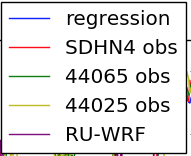 regression
SDHN4 obs
44065 obs
44025 obs
RU-WRF